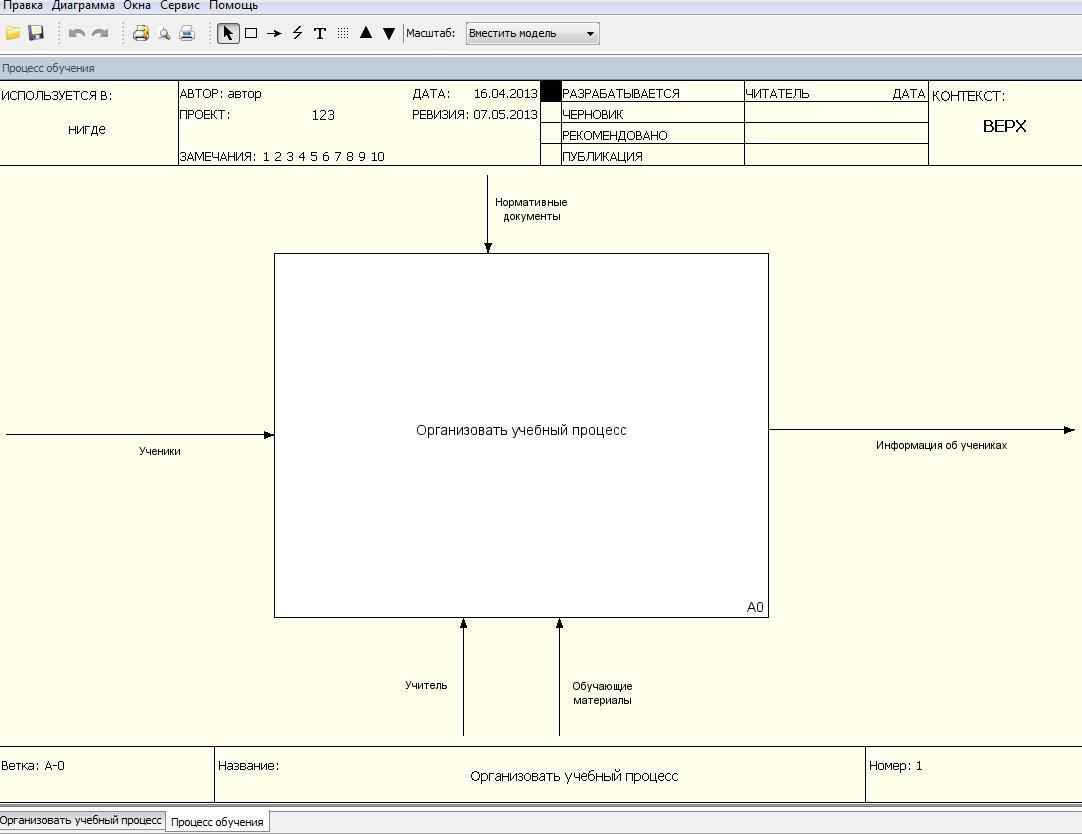 Правка Диаграмма Окна Сервис Помощь
T Масштаб: Вместить модель
Процесс обучения
ИСПОЛЬЗУЕТСЯ В:
нигде
АВТОР: автор ДАТА: 16.04.2013
ПРОЕКТ: 123 РЕВИЗИЯ: 07.05.2013
ЗАМЕЧАНИЯ: 1 2 3 4 5 6 7 8 9 10
РАЗРАБАТЫВАЕТСЯ
ЧЕРНОВИК
РЕКОМЕНДОВАНО
ПУБЛИКАЦИЯ
ЧИТАТЕЛЬ ДАТА
КОНТЕКСТ:
ВЕРХ
Нормативные
документы
Организовать учебный процесс
Ученики
Информация об учениках
A0
Учитель
Обучающие
материалы
Ветка: A-0
Название:
Организовать учебный процесс
Номер: 1
Организовать учебный процесс
Процесс обучения